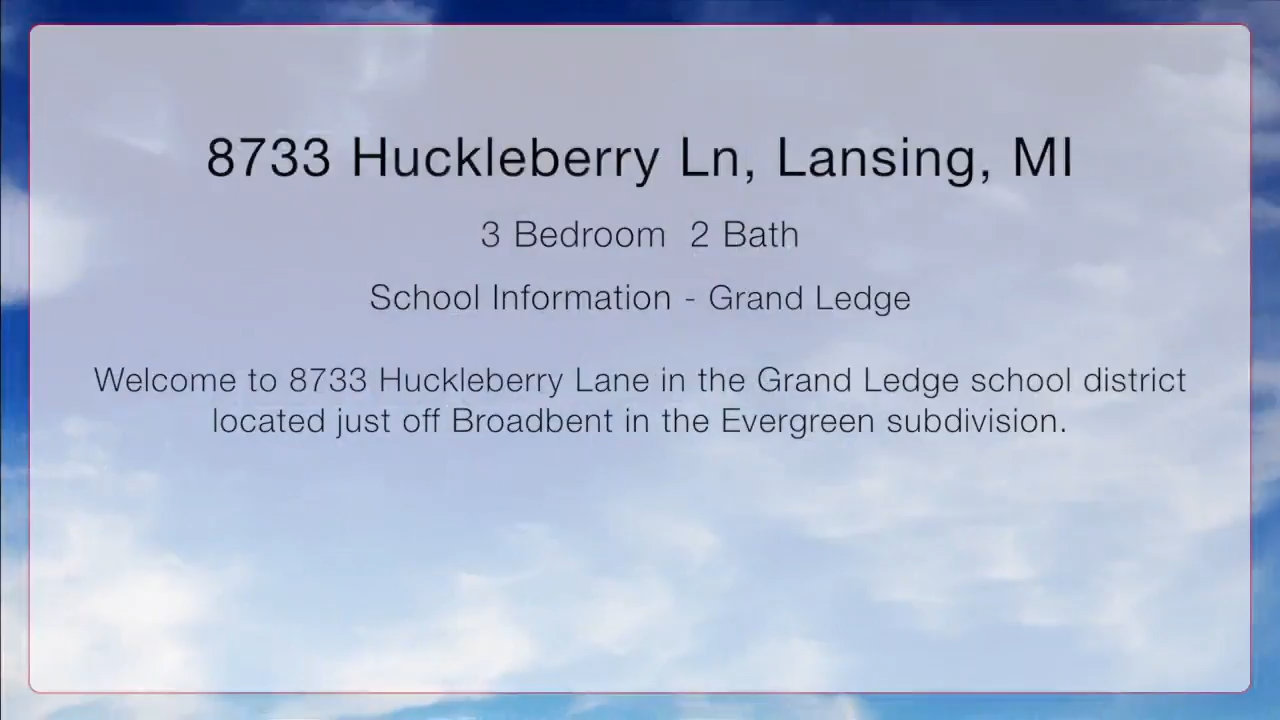 8733 Huckleberry Ln, Lansing, MI
3 Bedroom  2 Bath
School Information - Grand Ledge
Welcome to 8733 Huckleberry Lane in the Grand Ledge school district
located just off Broadbent in the Evergreen subdivision.